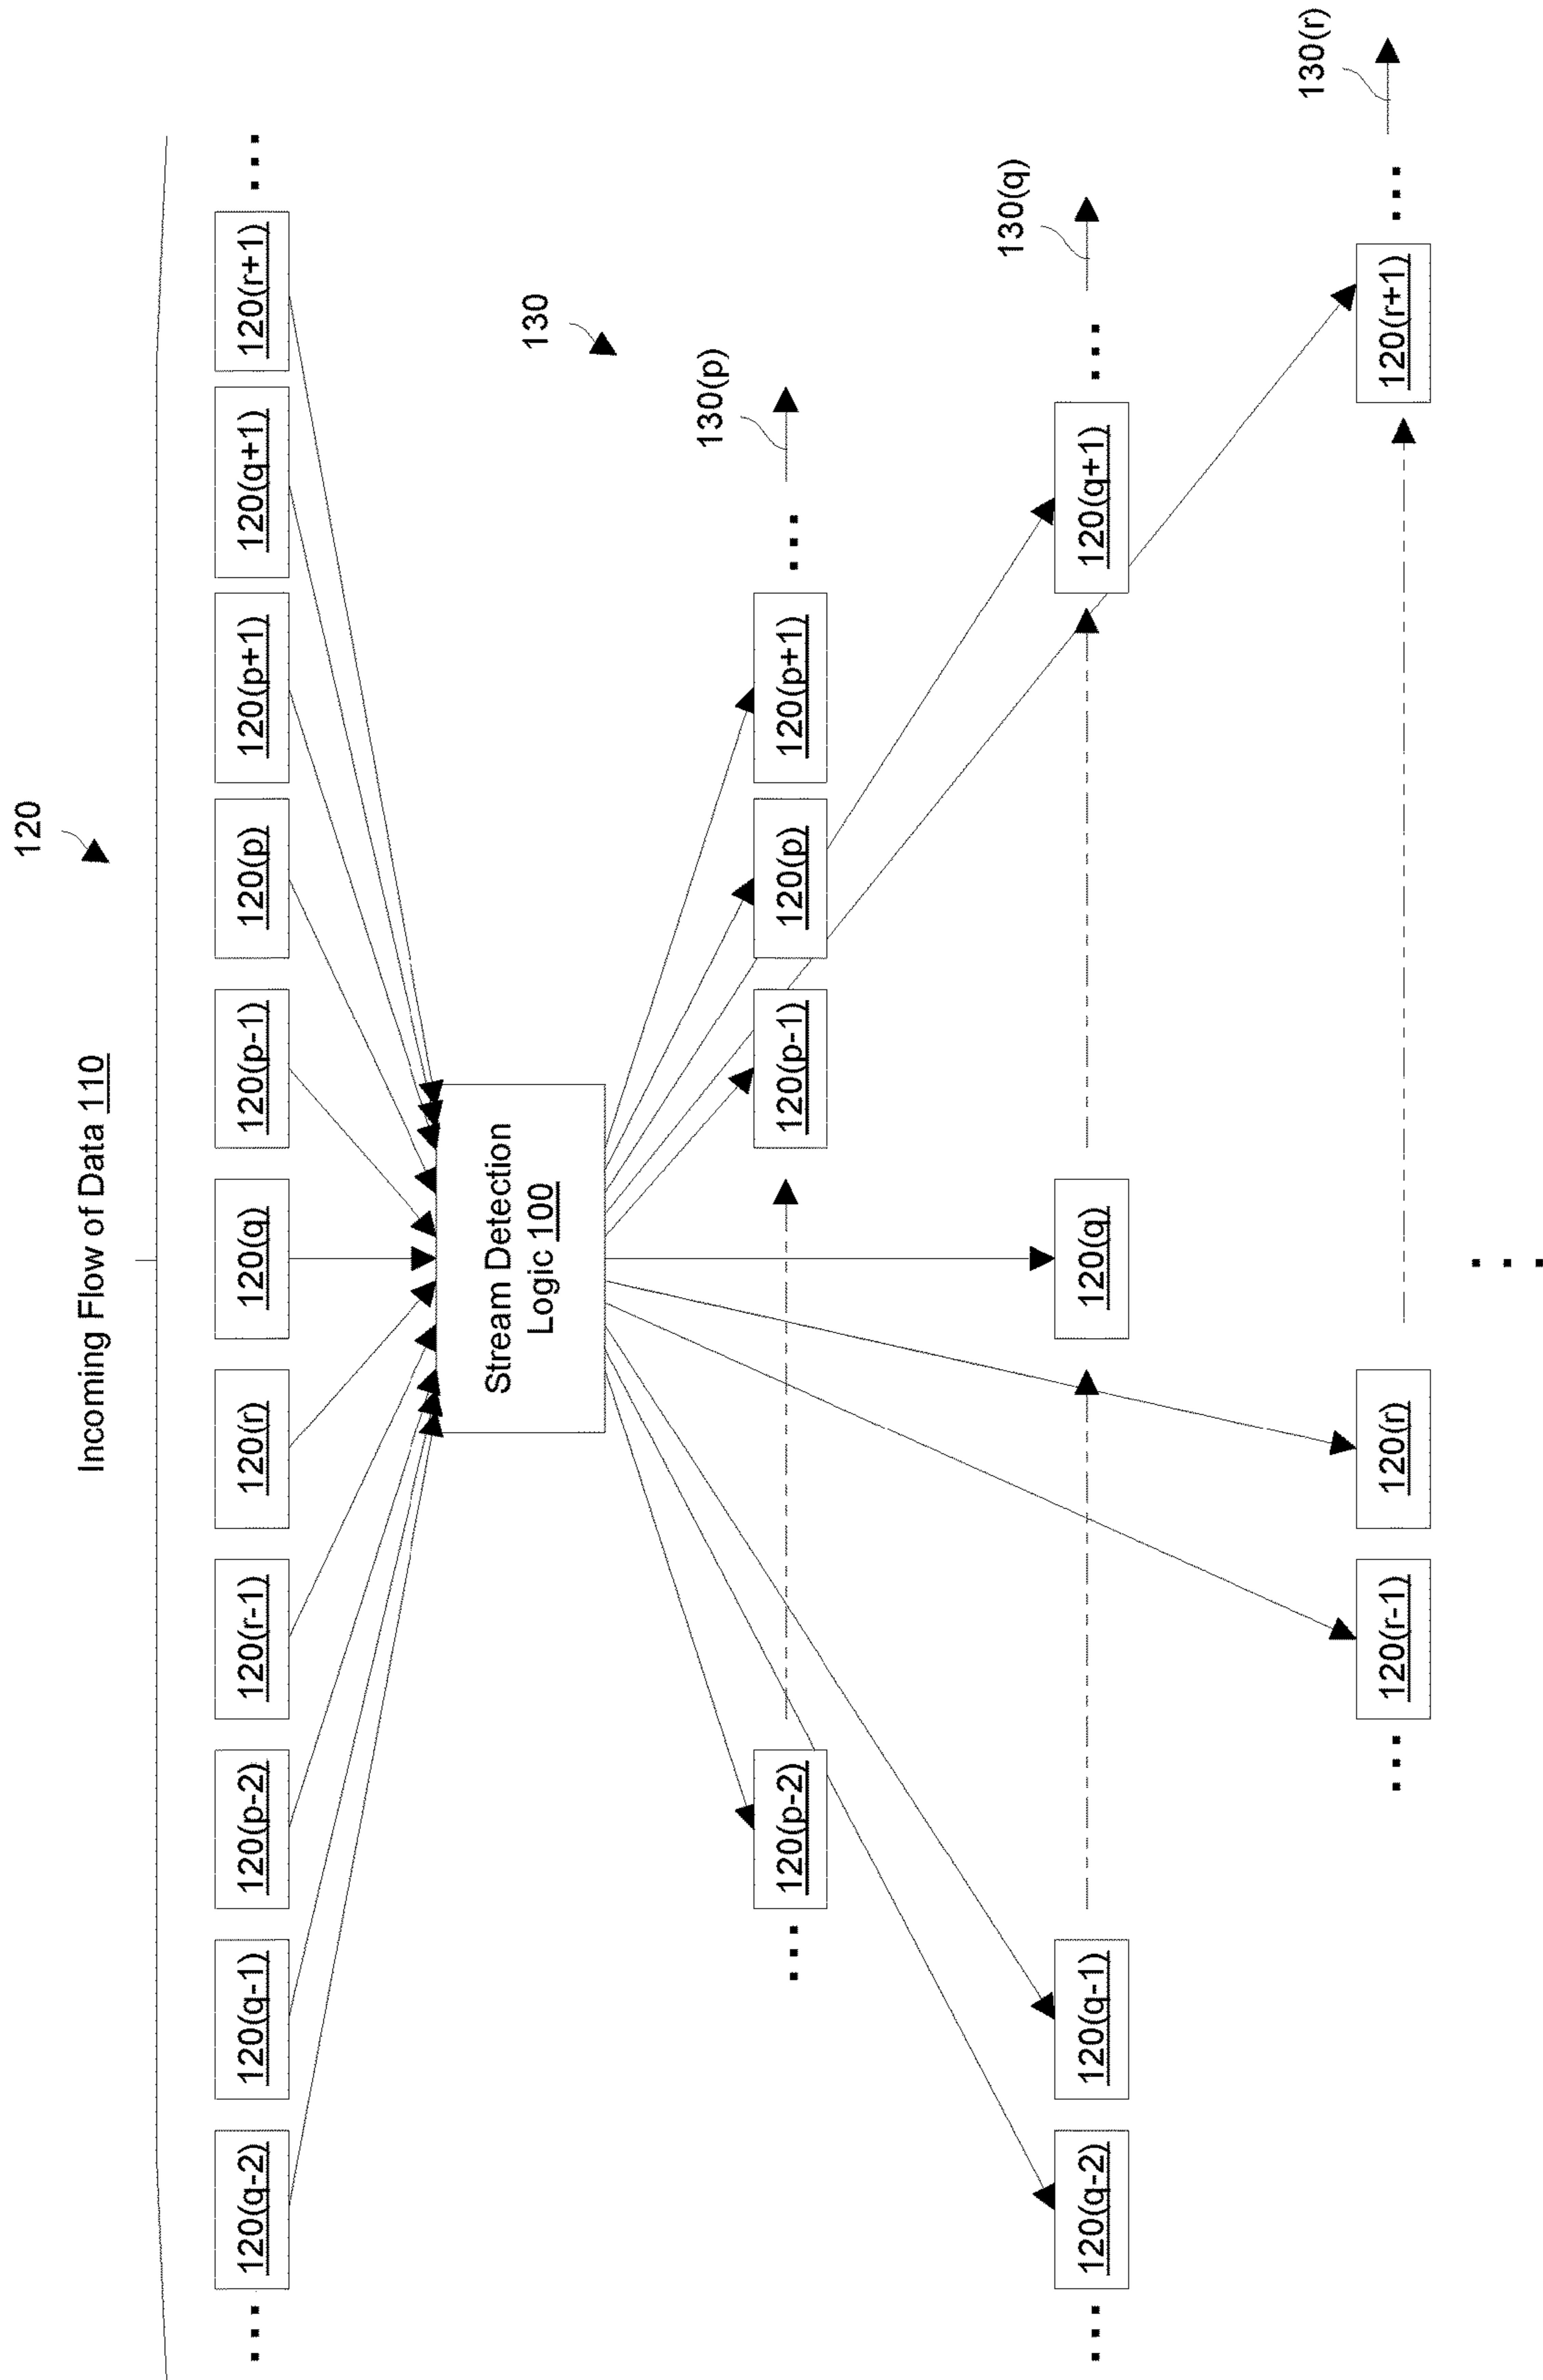 120
Incoming Flow of Data 110
...
120(q-2)
120(q-1)
120(p-2)
120(r-1)
120(r)
120(q)
120(p-1)
120(p)
120(p+1)
120(q+1)
120(r+1)
...
Stream Detection
Logic 100
130
130(p)
...
120(p-2)
120(p-1)
120(p)
120(p+1)
...
130(q)
...
120(q-2)
120(q-1)
120(q)
120(q+1)
...
130(r)
...
120(r-1)
120(r)
120(r+1)
...
...